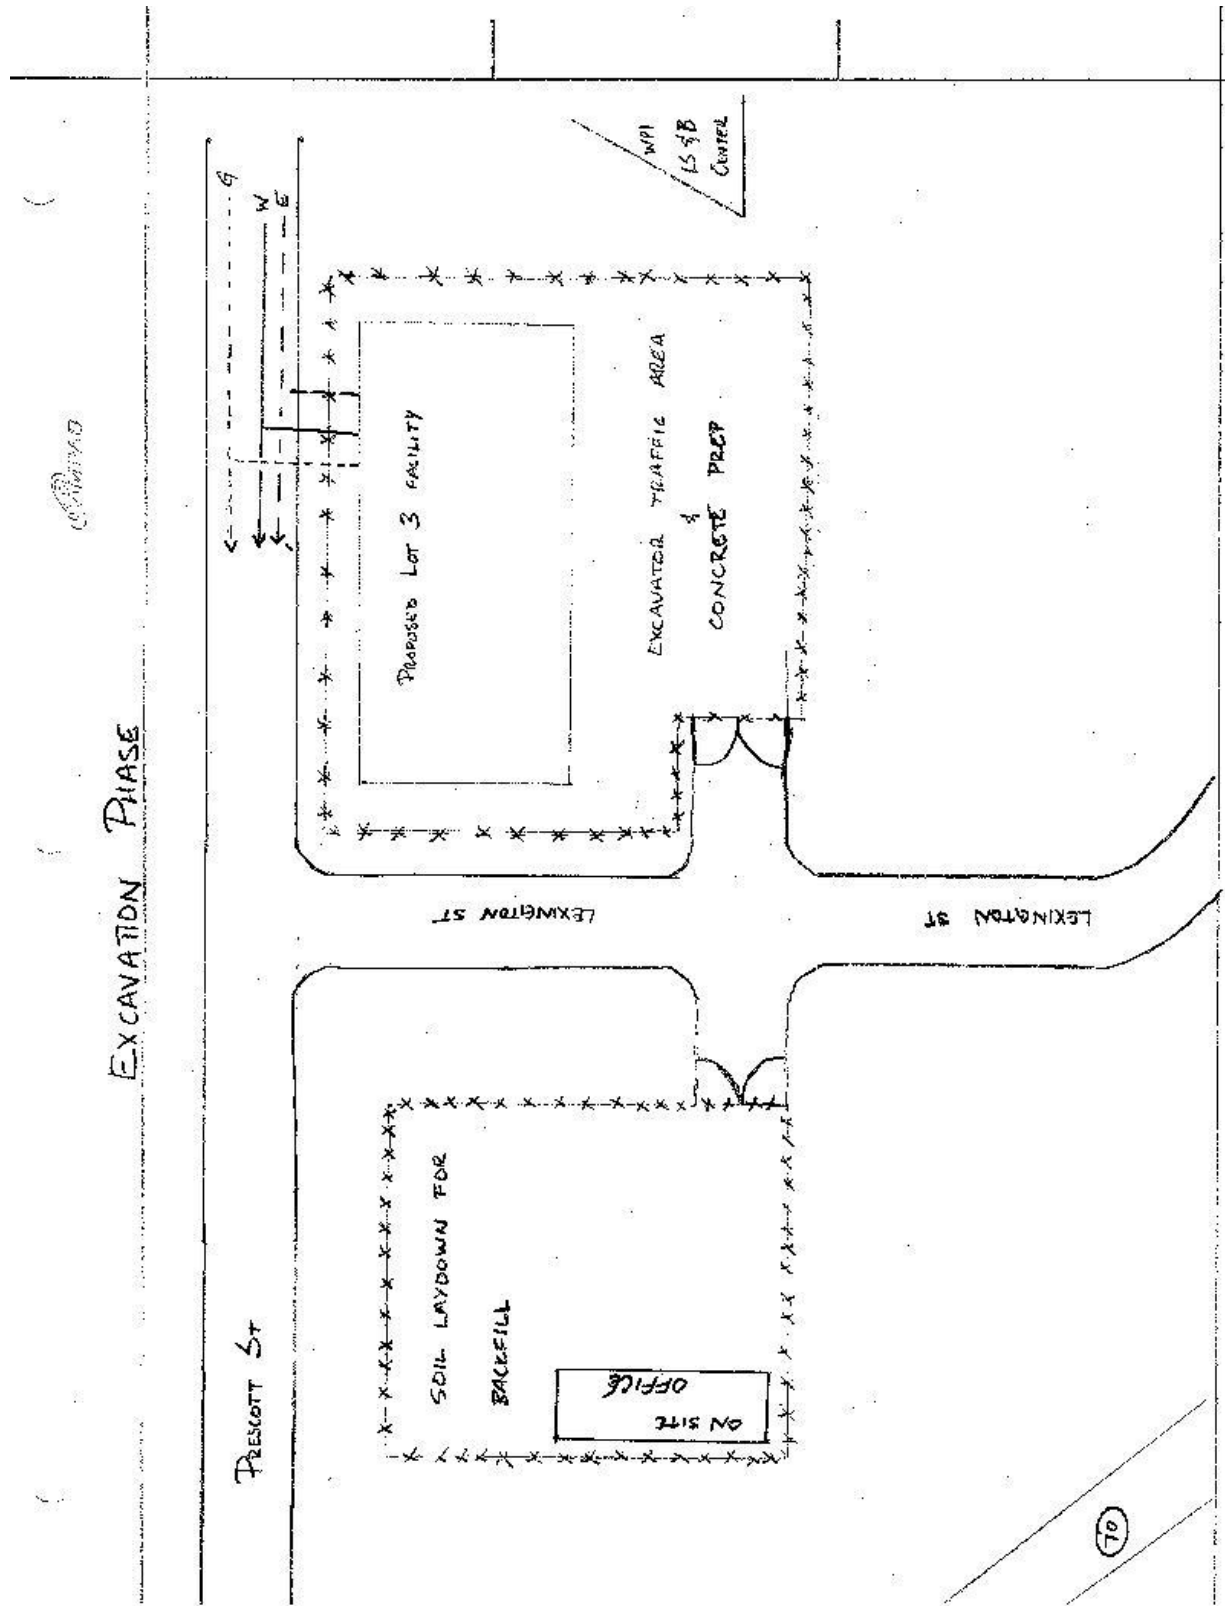 EXCAVATION PHASE
PRESCOTT ST
G
W
E
WPI
LS & B
CENTER
PROPOSED LOT 3 FACILITY
EXCAVATOR TRAFFIC AREA
&
CONCRETE PREP
LEXINGTON ST
LEXINGTON ST
SOIL LAYDOWN FOR
BACKFILL
ON SITE
OFFICE
70